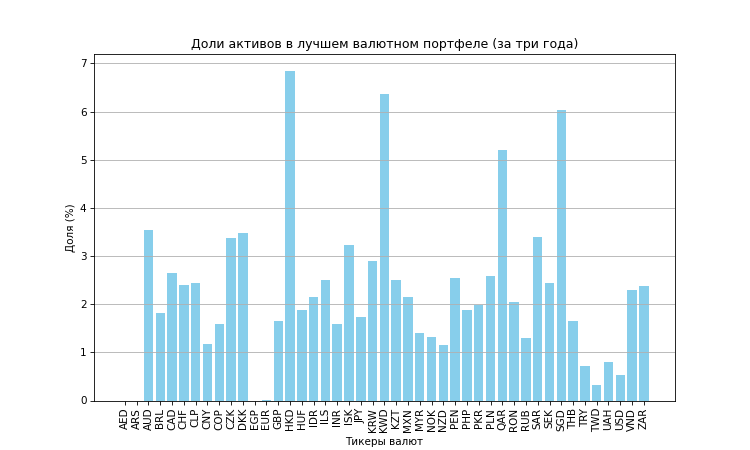 Доли активов в лучшем валютном портфеле (за три года)
Доля (%)
7
6
5
4
3
2
1
0
AED
ARS
AUD
BRL
CAD
CHF
CLP
CNY
COP
CZK
DKK
EGP
EUR
GBP
HKD
HUF
IDR
ILS
INR
ISK
JPY
KRW
KWD
KZT
MXN
MYR
NOK
NZD
PEN
PHP
PKR
PLN
QAR
RON
RUB
SAR
SEK
SGD
THB
TRY
TWD
UAH
USD
VND
ZAR
Тикеры валют